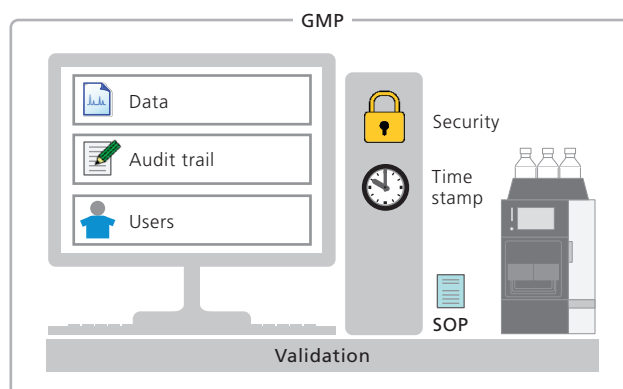 GMP
Data
Audit trail
Users
Security
Time
stamp
SOP
Validation